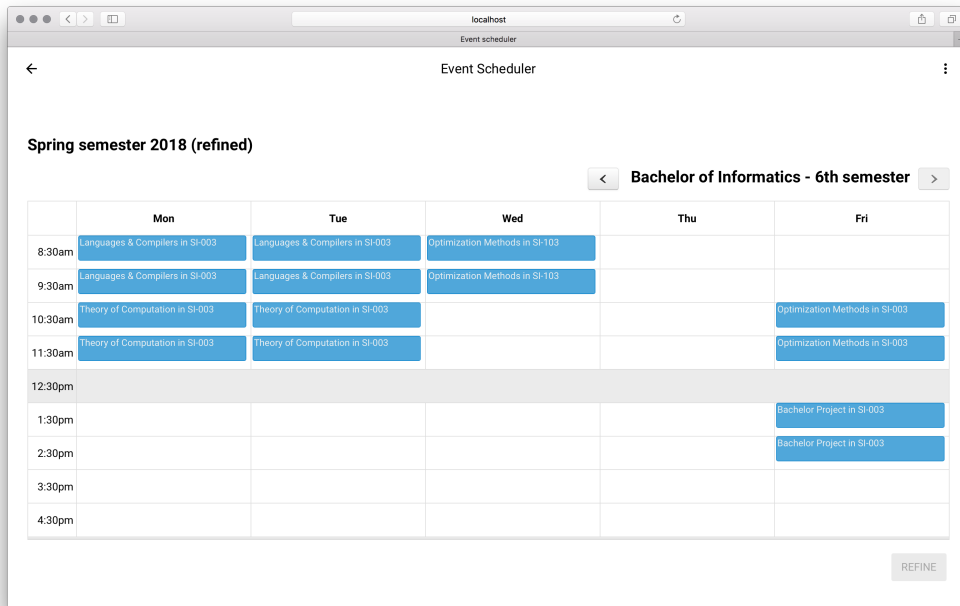 localhost
Event scheduler
Event Scheduler
Spring semester 2018 (refined)
Bachelor of Informatics - 6th semester
Mon Tue Wed Thu Fri
8:30am Languages & Compilers in SI-003 Languages & Compilers in SI-003 Optimization Methods in SI-103
9:30am Languages & Compilers in SI-003 Languages & Compilers in SI-003 Optimization Methods in SI-103
10:30am Theory of Computation in SI-003 Theory of Computation in SI-003 Optimization Methods in SI-003
11:30am Theory of Computation in SI-003 Theory of Computation in SI-003 Optimization Methods in SI-003
12:30pm
1:30pm Bachelor Project in SI-003
2:30pm Bachelor Project in SI-003
3:30pm
4:30pm
REFINE